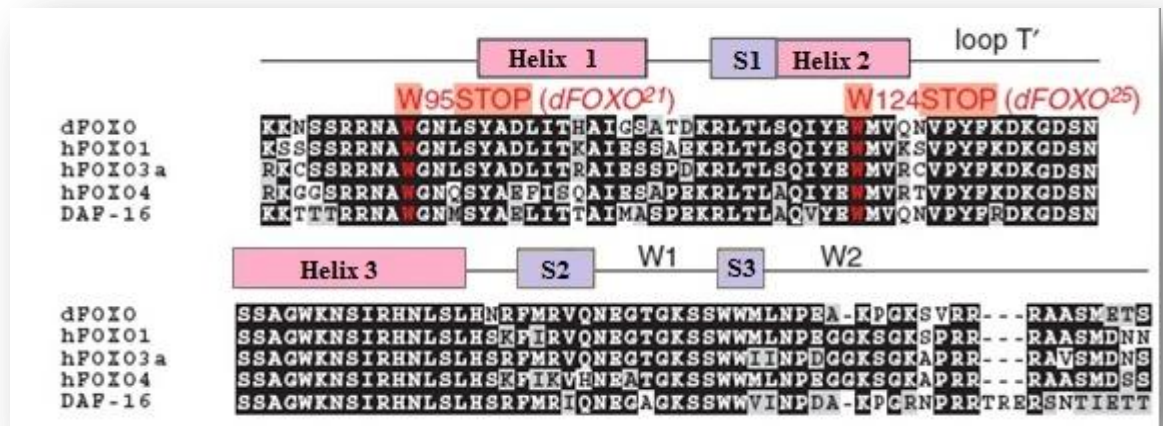 Helix 1 S1 Helix 2 loop T′
W95STOP (dFOXO²¹) W124STOP (dFOXO²⁵)
dFOXO KKNSSRRNAWGNLSYADLITHAIGSATDKRLTLSQIYEWMVQNVPYFKDKGDSN
hFOXO1 KSSSSRRNAWGNLSYADLITKAIESSAEKRLTLSQIYEWMVKSVPYFKDKGDSN
hFOXO3a RKCSSRRNAWGNLSYADLITRAIESSPDKRLTLSQIYEWMVRCVPYFKDKGDSN
hFOXO4 RKGGSRRNAWGNQSYAEFISQAIESAPEKRLTLAQIYEWMVRTVPYFKDKGDSN
DAF-16 KKTTTRRNAWGNMSYAELITTAIMASPEKRLTLAQVYEWMVQNVPYFRDKGDSN
Helix 3 S2 W1 S3 W2
dFOXO SSAGWKNSIRHNLSLHNRFMRVQNEGTGKSSWWMLNPEA-KPGKSVRR---RAASMETS
hFOXO1 SSAGWKNSIRHNLSLHSKFIRVQNEGTGKSSWWMLNPEGGKSGKSPRR---RAASMDNN
hFOXO3a SSAGWKNSIRHNLSLHSRFMRVQNEGTGKSSWWIINPDGGKSGKAPRR---RAVSMDNS
hFOXO4 SSAGWKNSIRHNLSLHSKFIKVHNEATGKSSWWMLNPEGGKSGKAPRR---RAASMDSS
DAF-16 SSAGWKNSIRHNLSLHSRFMRIQNEGAGKSSWWVINPDA-KPGRNPRRTRERSNTIETT